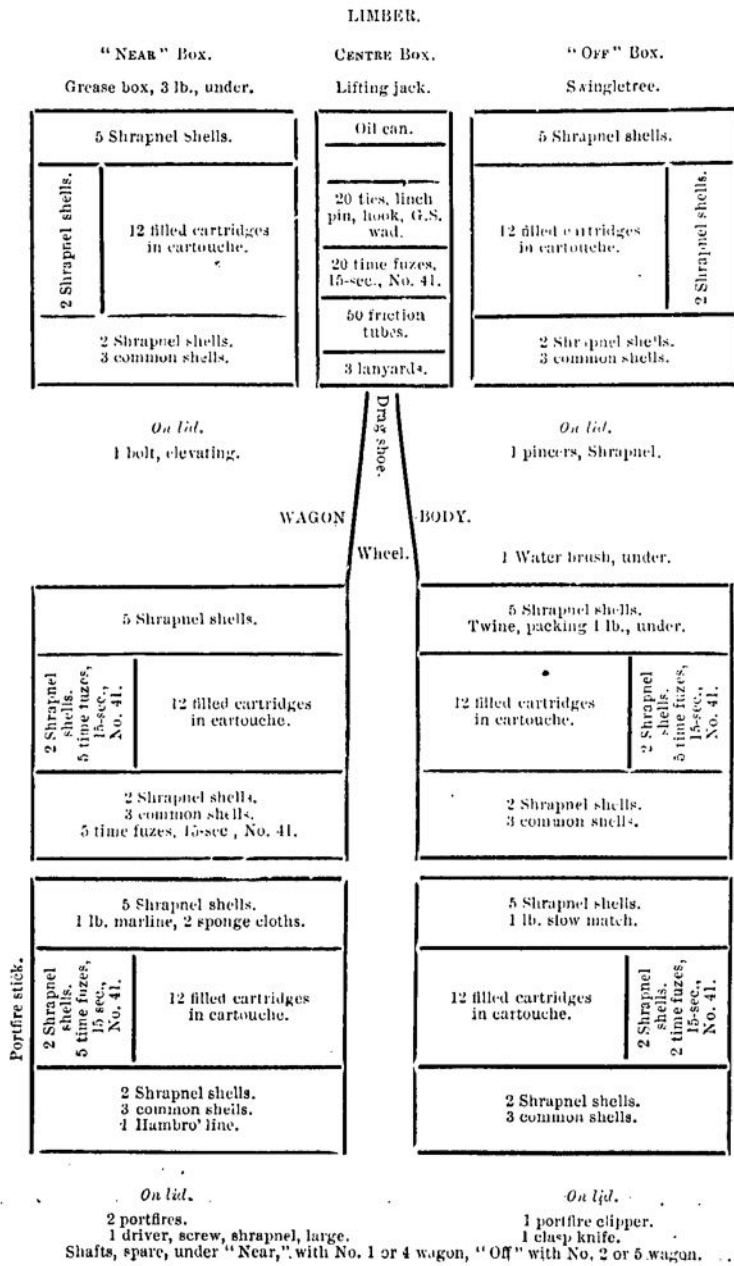 LIMBER.
"NEAR" BOX.
Grease box, 3 lb., under.
5 Shrapnel Shells.
2 Shrapnel shells.
12 filled cartridges
in cartouche.
2 Shrapnel shells.
3 common shells.
On lid.
1 bolt, elevating.
CENTRE BOX.
Lifting jack.
Oil can.
20 ties, linch
pin, hook, G.S.
wad.
20 time fuzes,
15-sec., No. 41.
50 friction
tubes.
3 lanyards.
"OFF" BOX.
Swingletree.
5 Shrapnel shells.
12 filled cartridges
in cartouche.
2 Shrapnel shells.
2 Shrapnel shells.
3 common shells.
On lid.
1 pincers, Shrapnel.
Drag shoe.
WAGON BODY.
Wheel.
1 Water brush, under.
5 Shrapnel shells.
2 Shrapnel
shells.
5 time fuzes,
15-sec.,
No. 41.
12 filled cartridges
in cartouche.
2 Shrapnel shells.
3 common shells.
5 time fuzes, 15-sec., No. 41.
5 Shrapnel shells.
Twine, packing 1 lb., under.
12 filled cartridges
in cartouche.
2 Shrapnel
shells.
5 time fuzes,
15-sec.,
No. 41.
2 Shrapnel shells.
3 common shells.
Portfire stick.
5 Shrapnel shells.
1 lb. marline, 2 sponge cloths.
2 Shrapnel
shells.
5 time fuzes,
15 sec.,
No. 41.
12 filled cartridges
in cartouche.
2 Shrapnel shells.
3 common shells.
1 Hambro' line.
5 Shrapnel shells.
1 lb. slow match.
12 filled cartridges
in cartouche.
2 Shrapnel
shells.
2 time fuzes,
15-sec.,
No. 41.
2 Shrapnel shells.
3 common shells.
On lid.
2 portfires.
1 driver, screw, shrapnel, large.
On lid.
1 portfire clipper.
1 clasp knife.
Shafts, spare, under "Near," with No. 1 or 4 wagon, "Off" with No. 2 or 5 wagon.